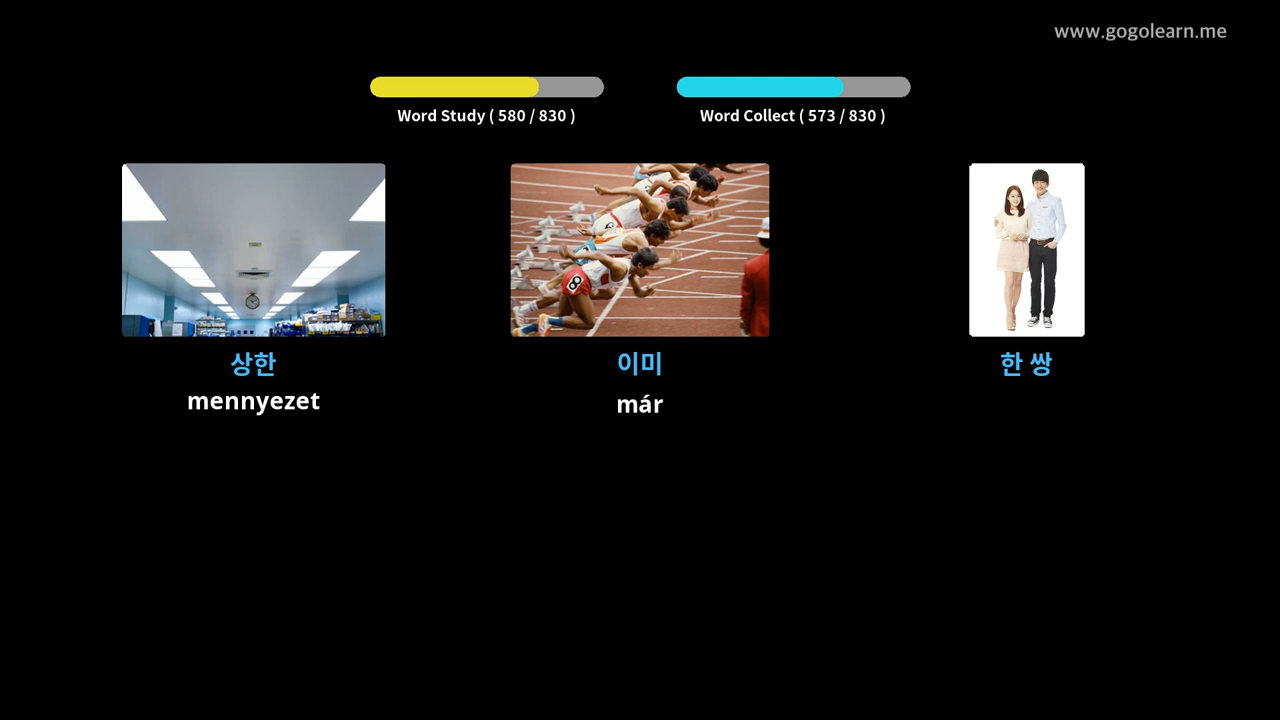 www.gogolearn.me
Word Study ( 580 / 830 )
Word Collect ( 573 / 830 )
상한
mennyezet
이미
már
한 쌍
8